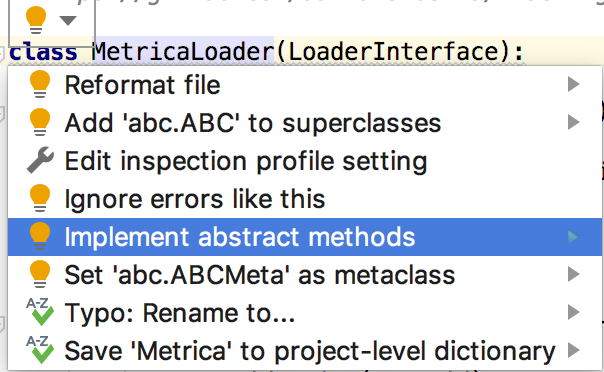 class MetricaLoader(LoaderInterface):
Reformat file
Add 'abc.ABC' to superclasses
Edit inspection profile setting
Ignore errors like this
Implement abstract methods
Set 'abc.ABCMeta' as metaclass
A-Z Typo: Rename to...
A-Z Save 'Metrica' to project-level dictionary